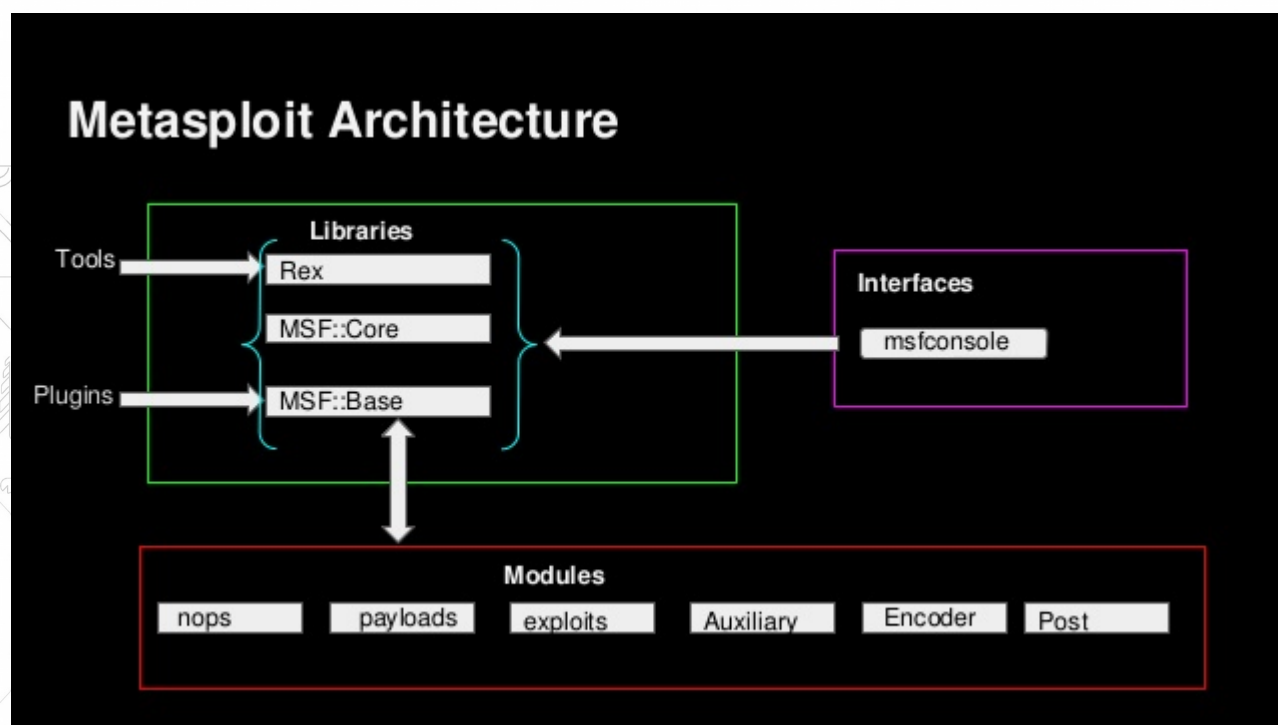 Metasploit Architecture
Libraries
Tools
Rex
Interfaces
MSF::Core
msfconsole
Plugins
MSF::Base
Modules
nops
payloads
exploits
Auxiliary
Encoder
Post